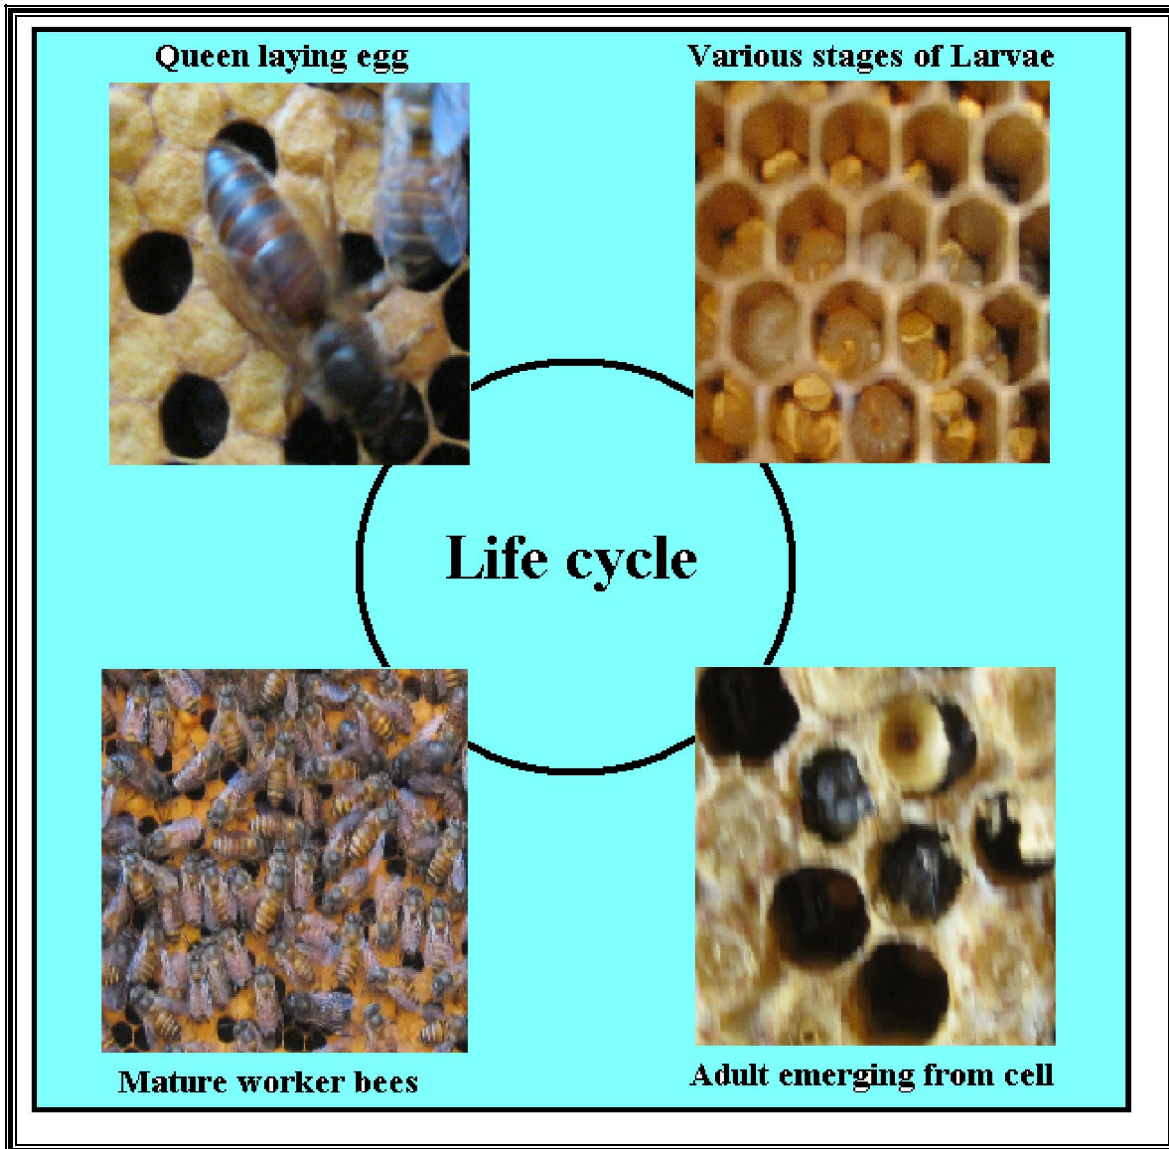 Queen laying egg
Various stages of Larvae
Life cycle
Mature worker bees
Adult emerging from cell